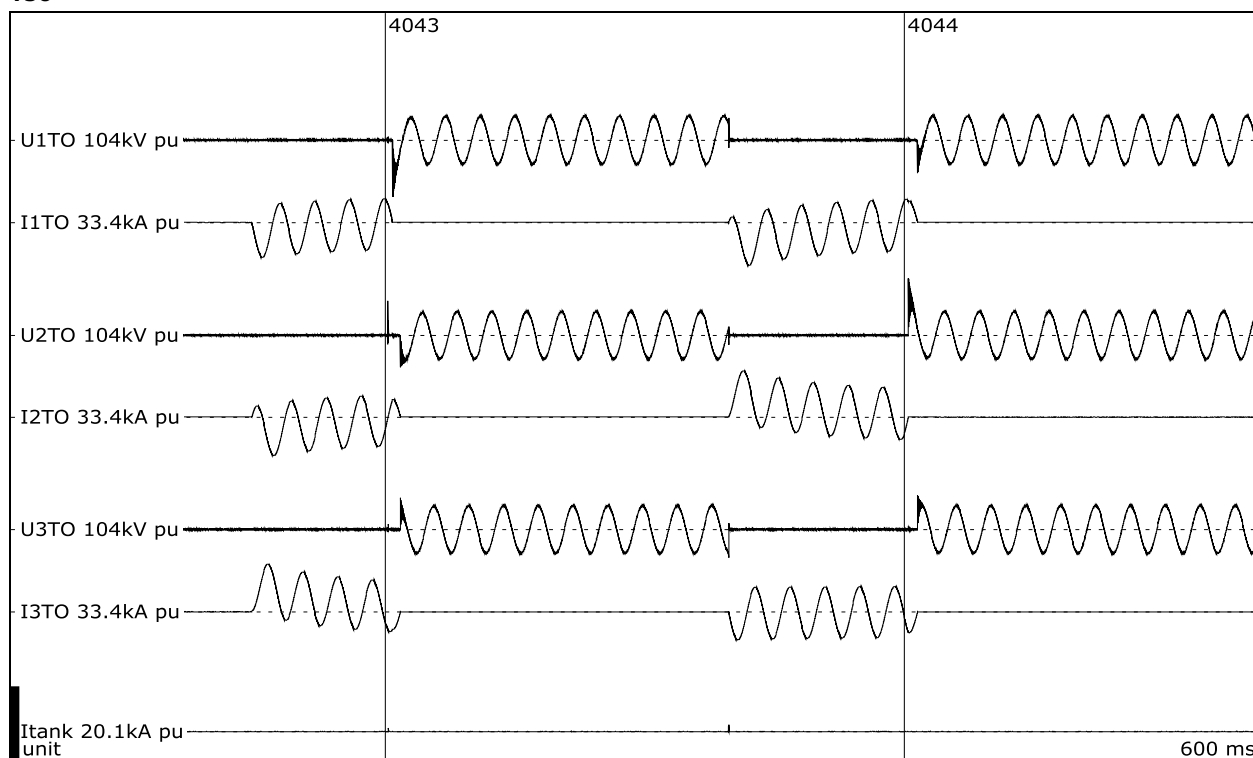 4043
4044
U1TO 104kV pu
I1TO 33.4kA pu
U2TO 104kV pu
I2TO 33.4kA pu
U3TO 104kV pu
I3TO 33.4kA pu
Itank 20.1kA pu
unit
600 ms